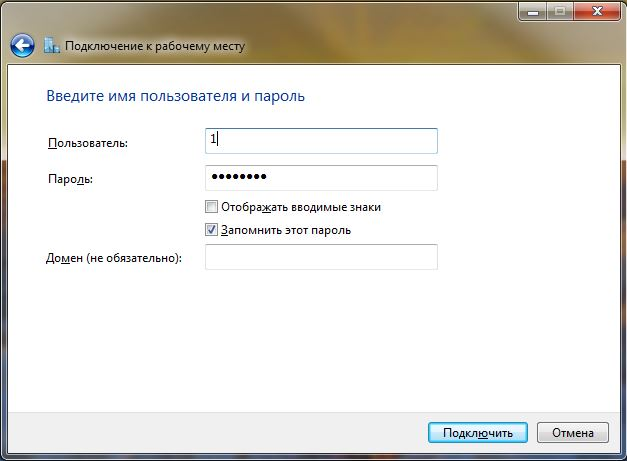 Подключение к рабочему месту
Введите имя пользователя и пароль
Пользователь:
1
Пароль:
●●●●●●●●
Отображать вводимые знаки
Запомнить этот пароль
Домен (не обязательно):
Подключить
Отмена